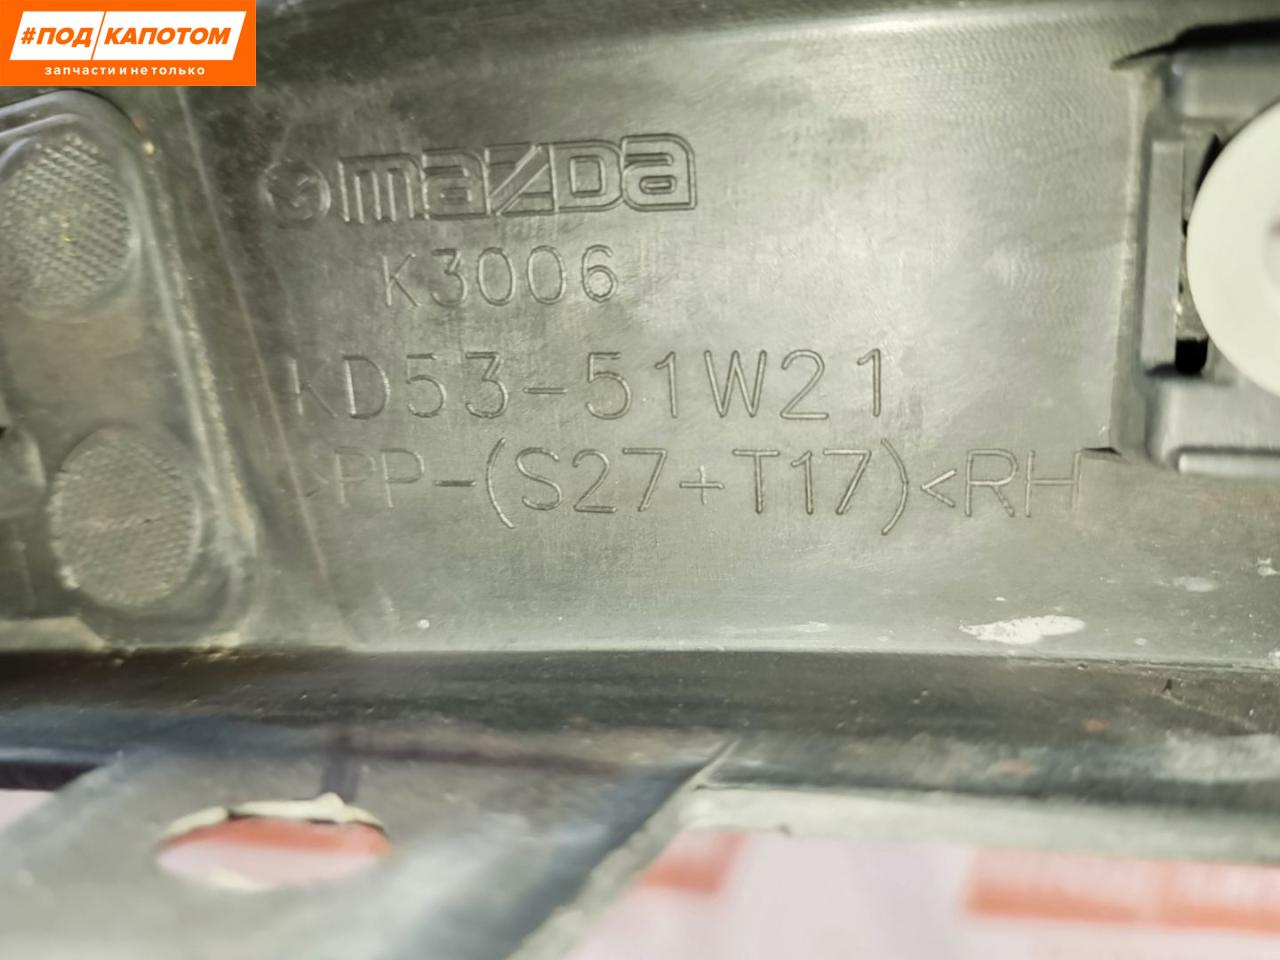 #ПОД КАПОТОМ
запчасти и не только
mazda
K3006
KD53-51W21
>PP-(S27+T17)<RH